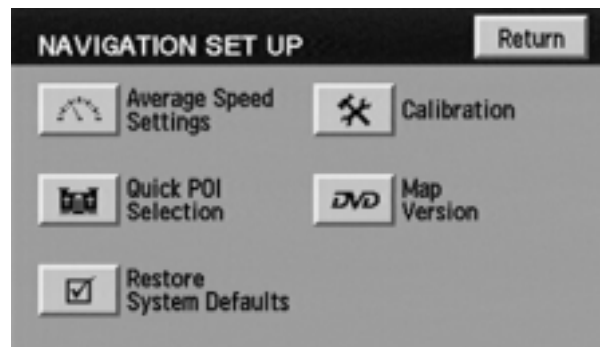 NAVIGATION SET UP
Return
Average Speed
Settings
Calibration
Quick POI
Selection
DVD
Map
Version
Restore
System Defaults